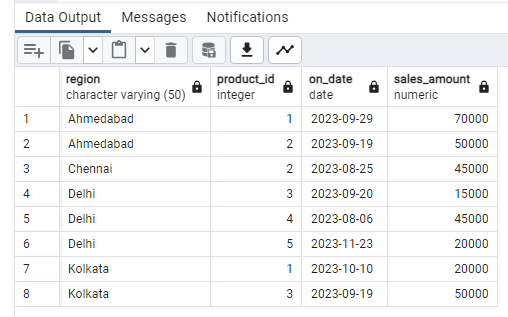 Data Output Messages Notifications
region product_id on_date sales_amount
character varying (50) integer date numeric
1 Ahmedabad 1 2023-09-29 70000
2 Ahmedabad 2 2023-09-19 50000
3 Chennai 2 2023-08-25 45000
4 Delhi 3 2023-09-20 15000
5 Delhi 4 2023-08-06 45000
6 Delhi 5 2023-11-23 20000
7 Kolkata 1 2023-10-10 20000
8 Kolkata 3 2023-09-19 50000